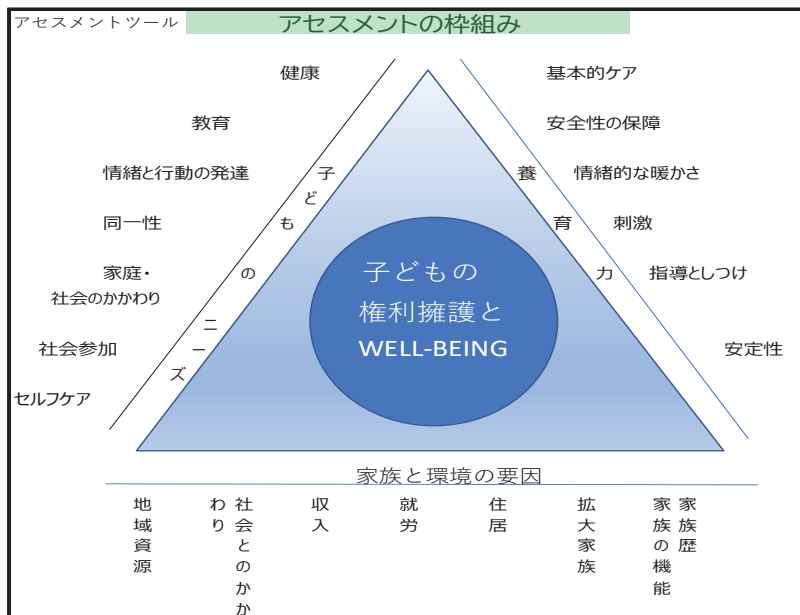 アセスメントツール
アセスメントの枠組み
健康
教育
情緒と行動の発達
同一性
家庭・
社会のかかわり
社会参加
セルフケア
子どものニーズ
子どもの
権利擁護と
WELL-BEING
養育力
基本的ケア
安全性の保障
情緒的な暖かさ
刺激
指導としつけ
安定性
家族と環境の要因
家族歴
家族の機能
拡大家族
住居
就労
収入
社会とのかか
わり
地域資源